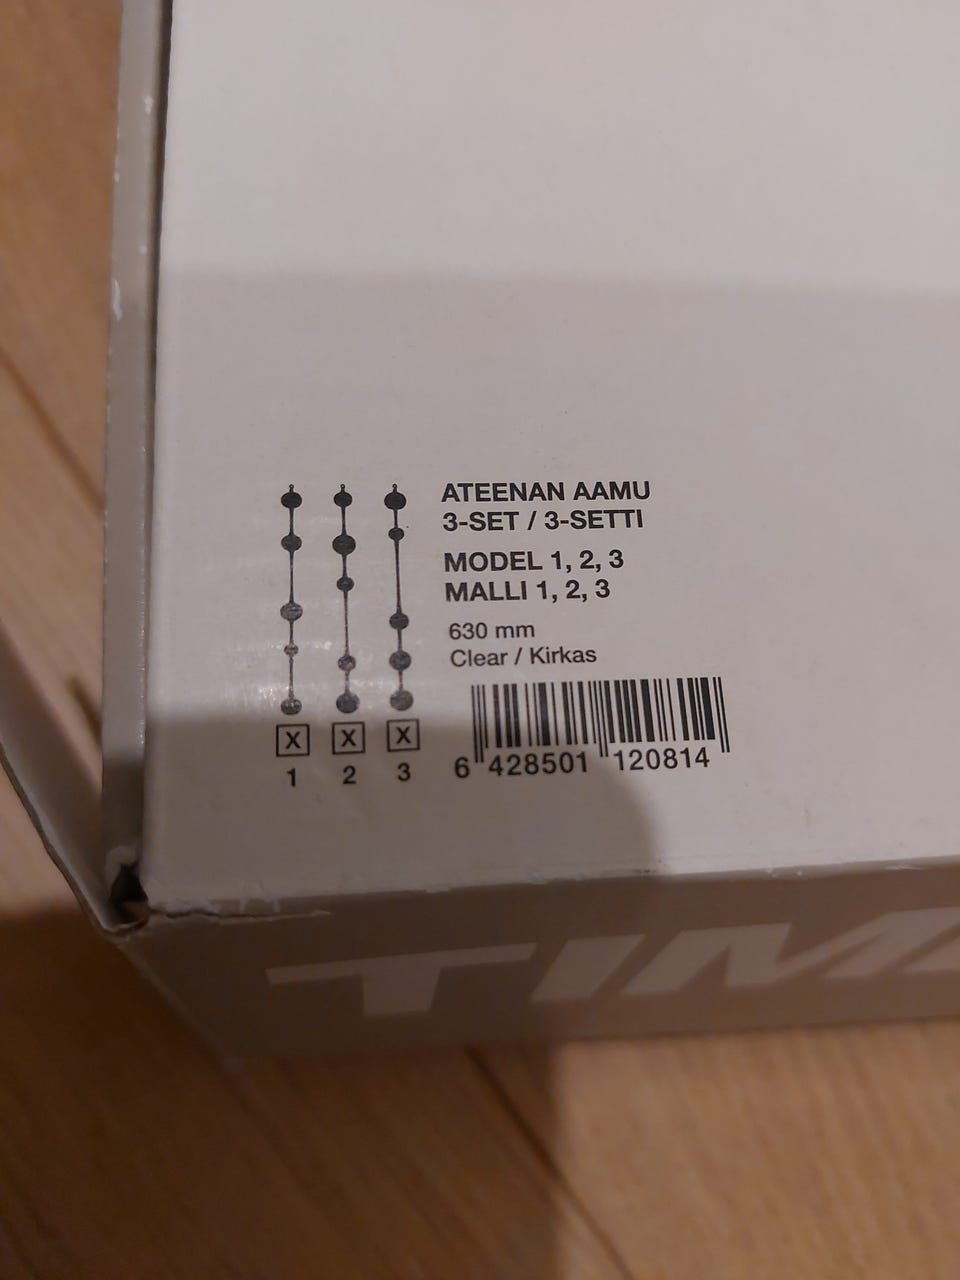 ATEENAN AAMU
3-SET / 3-SETTI
MODEL 1, 2, 3
MALLI 1, 2, 3
630 mm
Clear / Kirkas
X X X
1 2 3
6 428501 120814